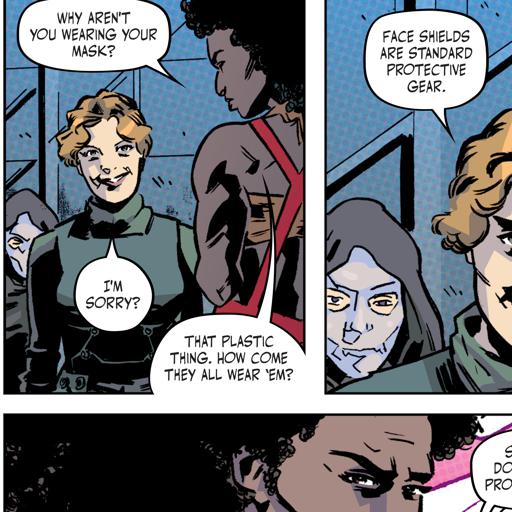 WHY AREN'T
YOU WEARING YOUR
MASK?
I'M
SORRY?
THAT PLASTIC
THING. HOW COME
THEY ALL WEAR 'EM?
FACE SHIELDS
ARE STANDARD
PROTECTIVE
GEAR.